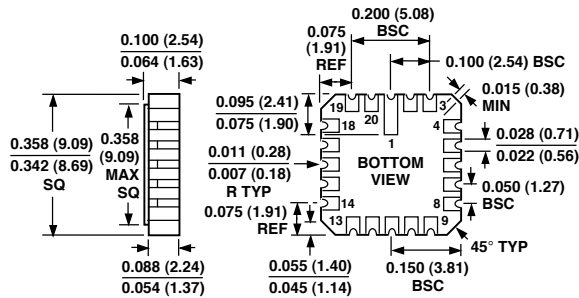 0.200 (5.08)
BSC
0.075
(1.91)
REF
0.100 (2.54)
0.064 (1.63)
0.100 (2.54) BSC
0.015 (0.38)
MIN
0.095 (2.41)
0.075 (1.90)
19
20
3
18
4
1
0.358 (9.09)
0.342 (8.69)
SQ
0.358
(9.09)
MAX
SQ
0.028 (0.71)
0.022 (0.56)
0.011 (0.28)
0.007 (0.18)
R TYP
BOTTOM
VIEW
0.050 (1.27)
BSC
0.075 (1.91)
REF
14
8
13
9
45° TYP
0.088 (2.24)
0.054 (1.37)
0.055 (1.40)
0.045 (1.14)
0.150 (3.81)
BSC